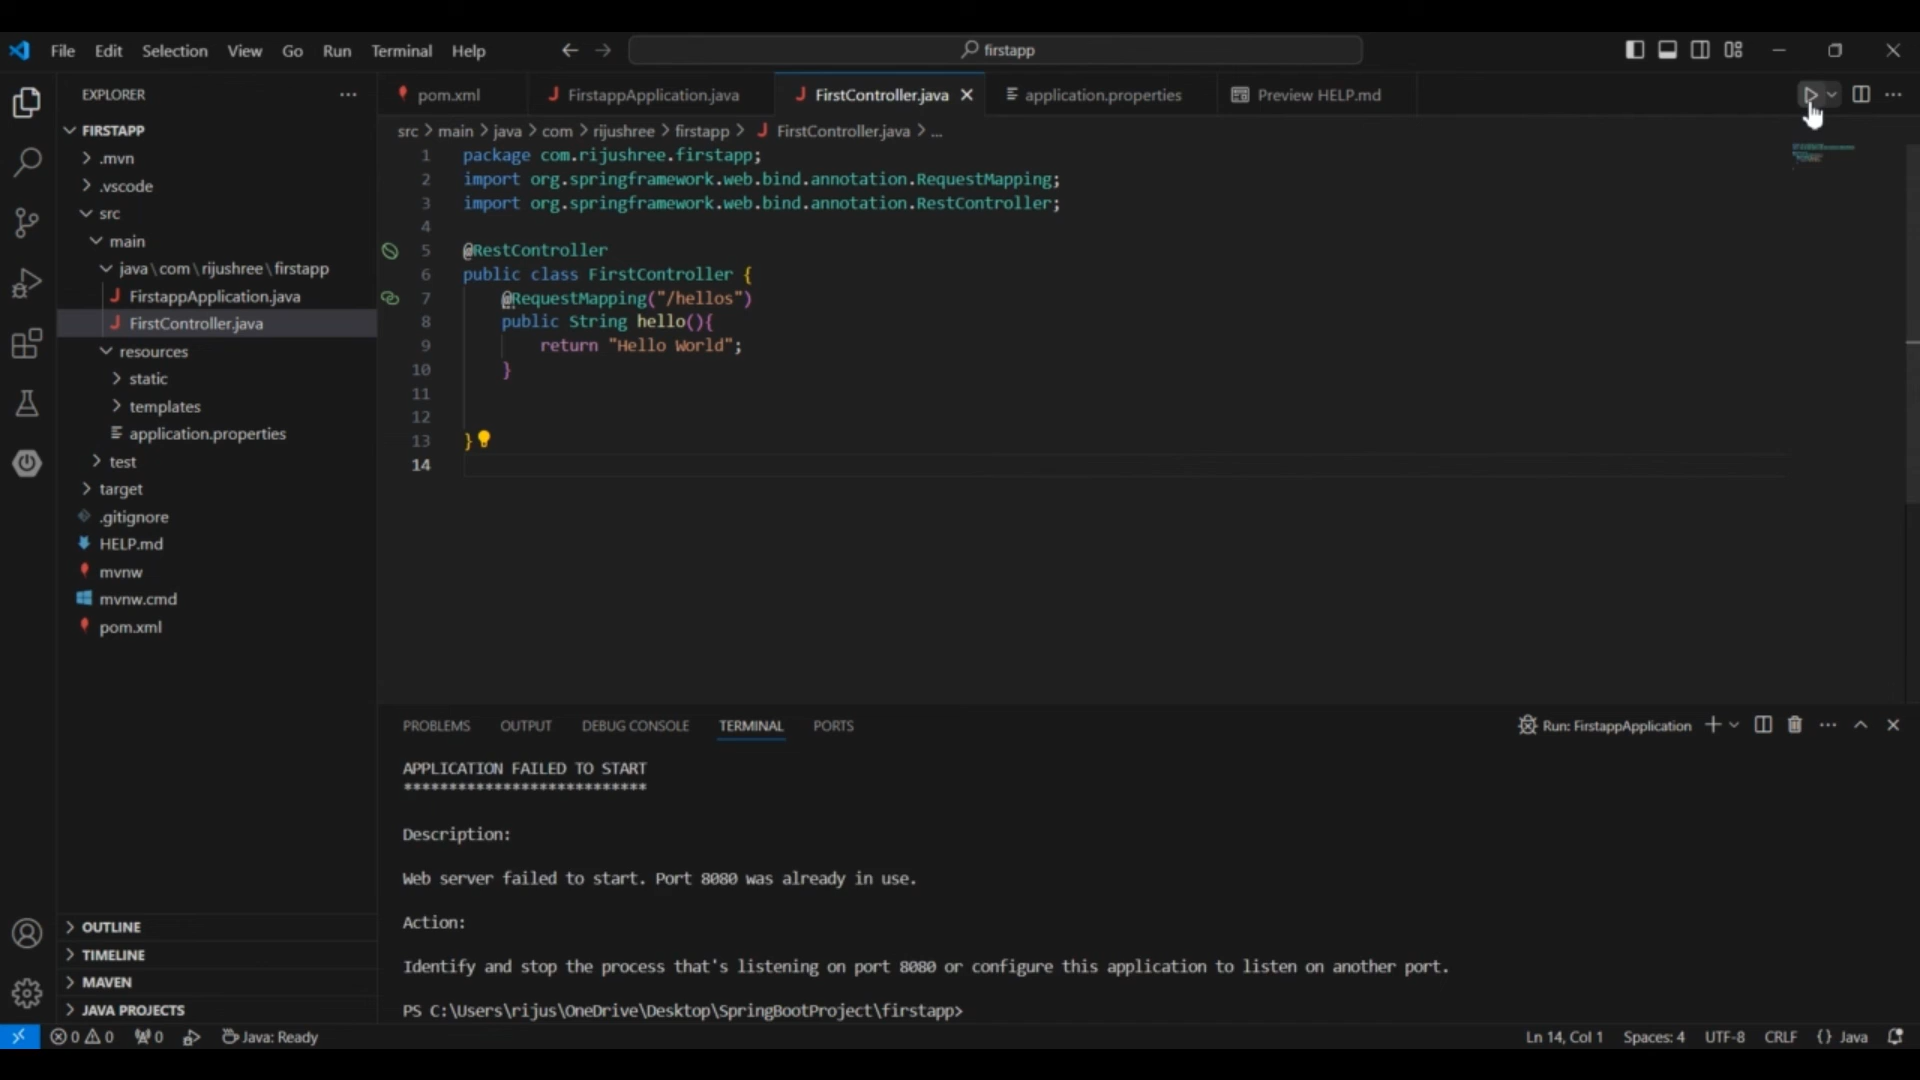 File Edit Selection View Go Run Terminal Help
firstapp
EXPLORER
pom.xml
FirstappApplication.java
FirstController.java
application.properties
Preview HELP.md
FIRSTAPP
.mvn
.vscode
src
main
java\com\rijushree\firstapp
FirstappApplication.java
FirstController.java
resources
static
templates
application.properties
test
target
.gitignore
HELP.md
mvnw
mvnw.cmd
pom.xml
OUTLINE
TIMELINE
MAVEN
JAVA PROJECTS
src > main > java > com > rijushree > firstapp > FirstController.java > ...
1 package com.rijushree.firstapp;
2 import org.springframework.web.bind.annotation.RequestMapping;
3 import org.springframework.web.bind.annotation.RestController;
4
5 @RestController
6 public class FirstController {
7 @RequestMapping("/hellos")
8 public String hello(){
9 return "Hello World";
10 }
11
12
13 }
14
PROBLEMS OUTPUT DEBUG CONSOLE TERMINAL PORTS
Run: FirstappApplication
APPLICATION FAILED TO START
***************************
Description:
Web server failed to start. Port 8080 was already in use.
Action:
Identify and stop the process that's listening on port 8080 or configure this application to listen on another port.
PS C:\Users\rijus\OneDrive\Desktop\SpringBootProject\firstapp>
0 0 0 Java: Ready
Ln 14, Col 1 Spaces: 4 UTF-8 CRLF {} Java